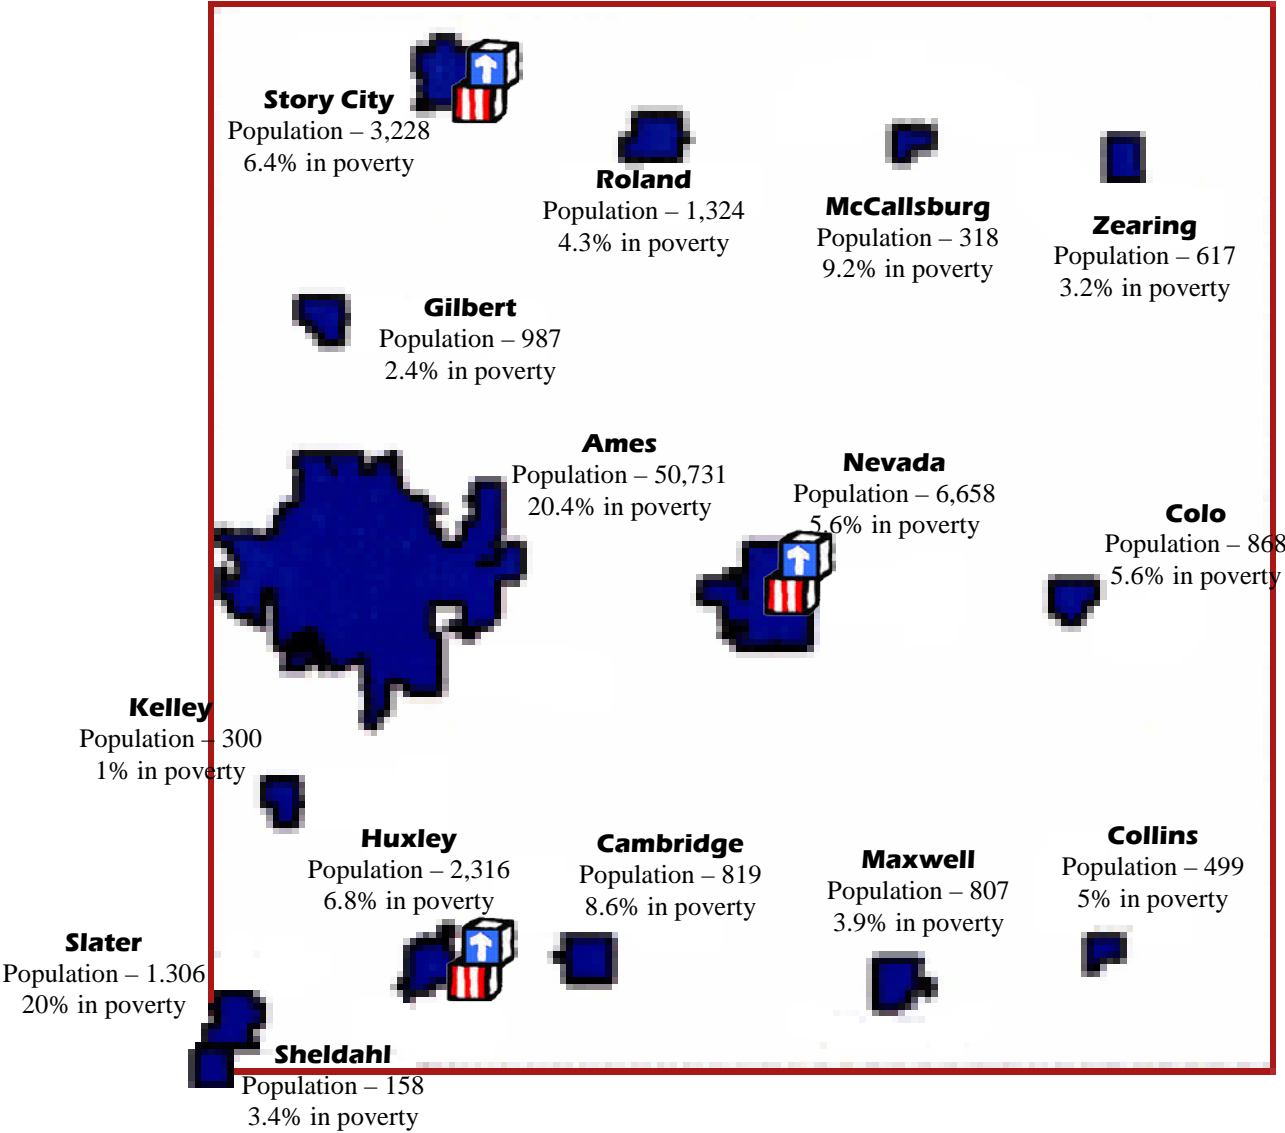 Story City
Population – 3,228
6.4% in poverty
Roland
Population – 1,324
4.3% in poverty
McCallsburg
Population – 318
9.2% in poverty
Zearing
Population – 617
3.2% in poverty
Gilbert
Population – 987
2.4% in poverty
Ames
Population – 50,731
20.4% in poverty
Nevada
Population – 6,658
5.6% in poverty
Colo
Population – 868
5.6% in poverty
Kelley
Population – 300
1% in poverty
Huxley
Population – 2,316
6.8% in poverty
Cambridge
Population – 819
8.6% in poverty
Maxwell
Population – 807
3.9% in poverty
Collins
Population – 499
5% in poverty
Slater
Population – 1.306
20% in poverty
Sheldahl
Population – 158
3.4% in poverty